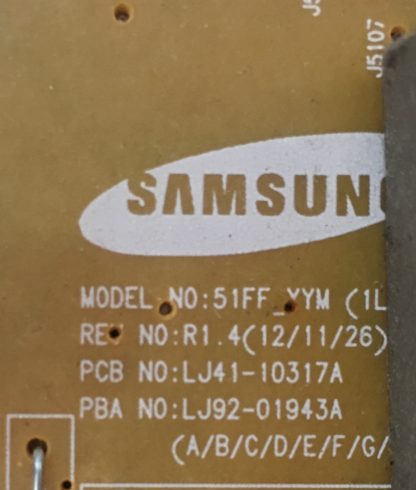 J5107
SAMSUNG
MODEL NO:51FF_YYM (1L
REV NO:R1.4(12/11/26)
PCB NO:LJ41-10317A
PBA NO:LJ92-01943A
(A/B/C/D/E/F/G/